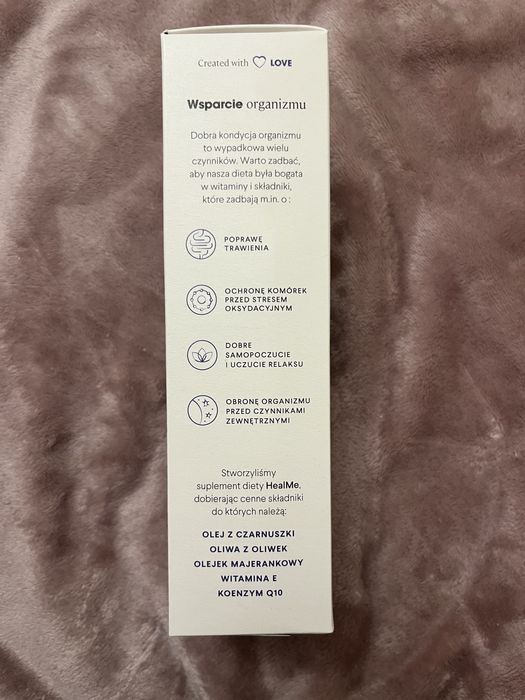 Created with LOVE
Wsparcie organizmu
Dobra kondycja organizmu
to wypadkowa wielu
czynników. Warto zadbać,
aby nasza dieta była bogata
w witaminy i składniki,
które zadbają m.in. o :
POPRAWĘ
TRAWIENIA
OCHRONĘ KOMÓREK
PRZED STRESEM
OKSYDACYJNYM
DOBRE
SAMOPOCZUCIE
I UCZUCIE RELAKSU
OBRONĘ ORGANIZMU
PRZED CZYNNIKAMI
ZEWNĘTRZNYMI
Stworzyliśmy
suplement diety HealMe,
dobierając cenne składniki
do których należą:
OLEJ Z CZARNUSZKI
OLIWA Z OLIWEK
OLEJEK MAJERANKOWY
WITAMINA E
KOENZYM Q10